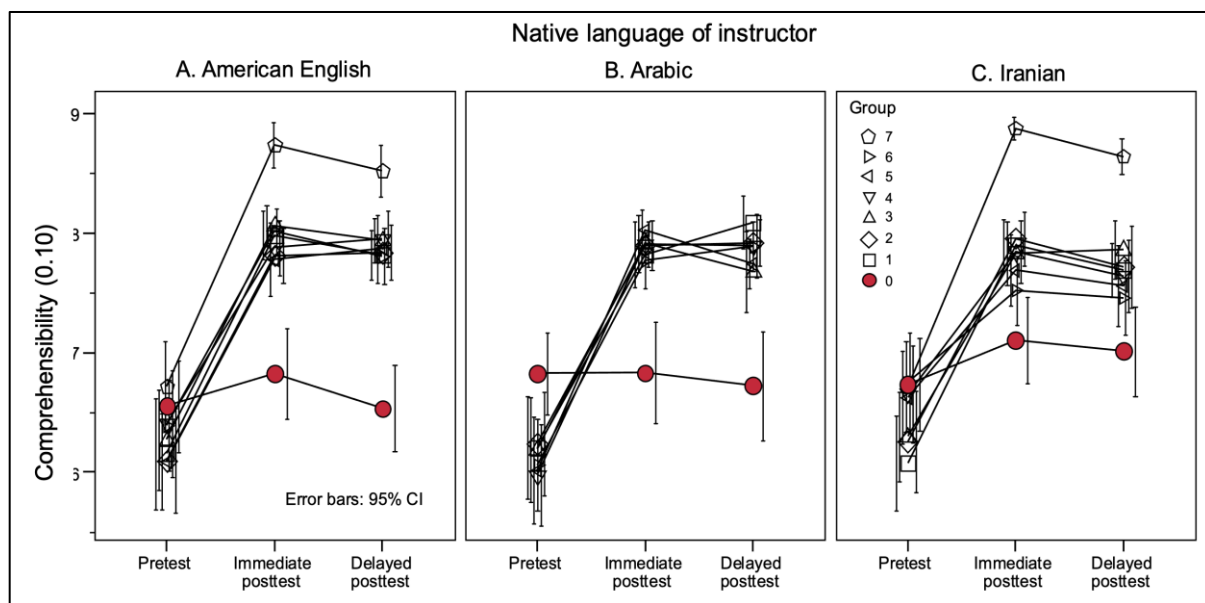 Native language of instructor
A. American English
B. Arabic
C. Iranian
Comprehensibility (0.10)
9
7
Error bars: 95% CI
Group
7
6
5
4
3
2
1
0
Pretest
Immediate
posttest
Delayed
posttest
Pretest
Immediate
posttest
Delayed
posttest
Pretest
Immediate
posttest
Delayed
posttest